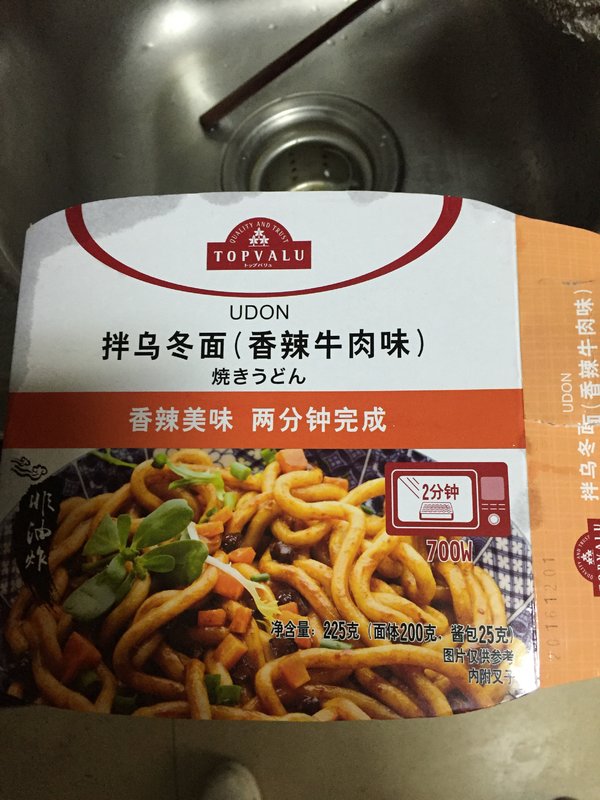 QUALITY AND TRUST
TOPVALU
トップバリュ
UDON
拌乌冬面(香辣牛肉味)
焼きうどん
香辣美味 两分钟完成
非油炸
2分钟
700W
净含量：225克（面体200克，酱包25克）
图片仅供参考
内附叉子
UDON
拌乌冬面(香辣牛肉味)
QUALITY AND TRUST
20161201